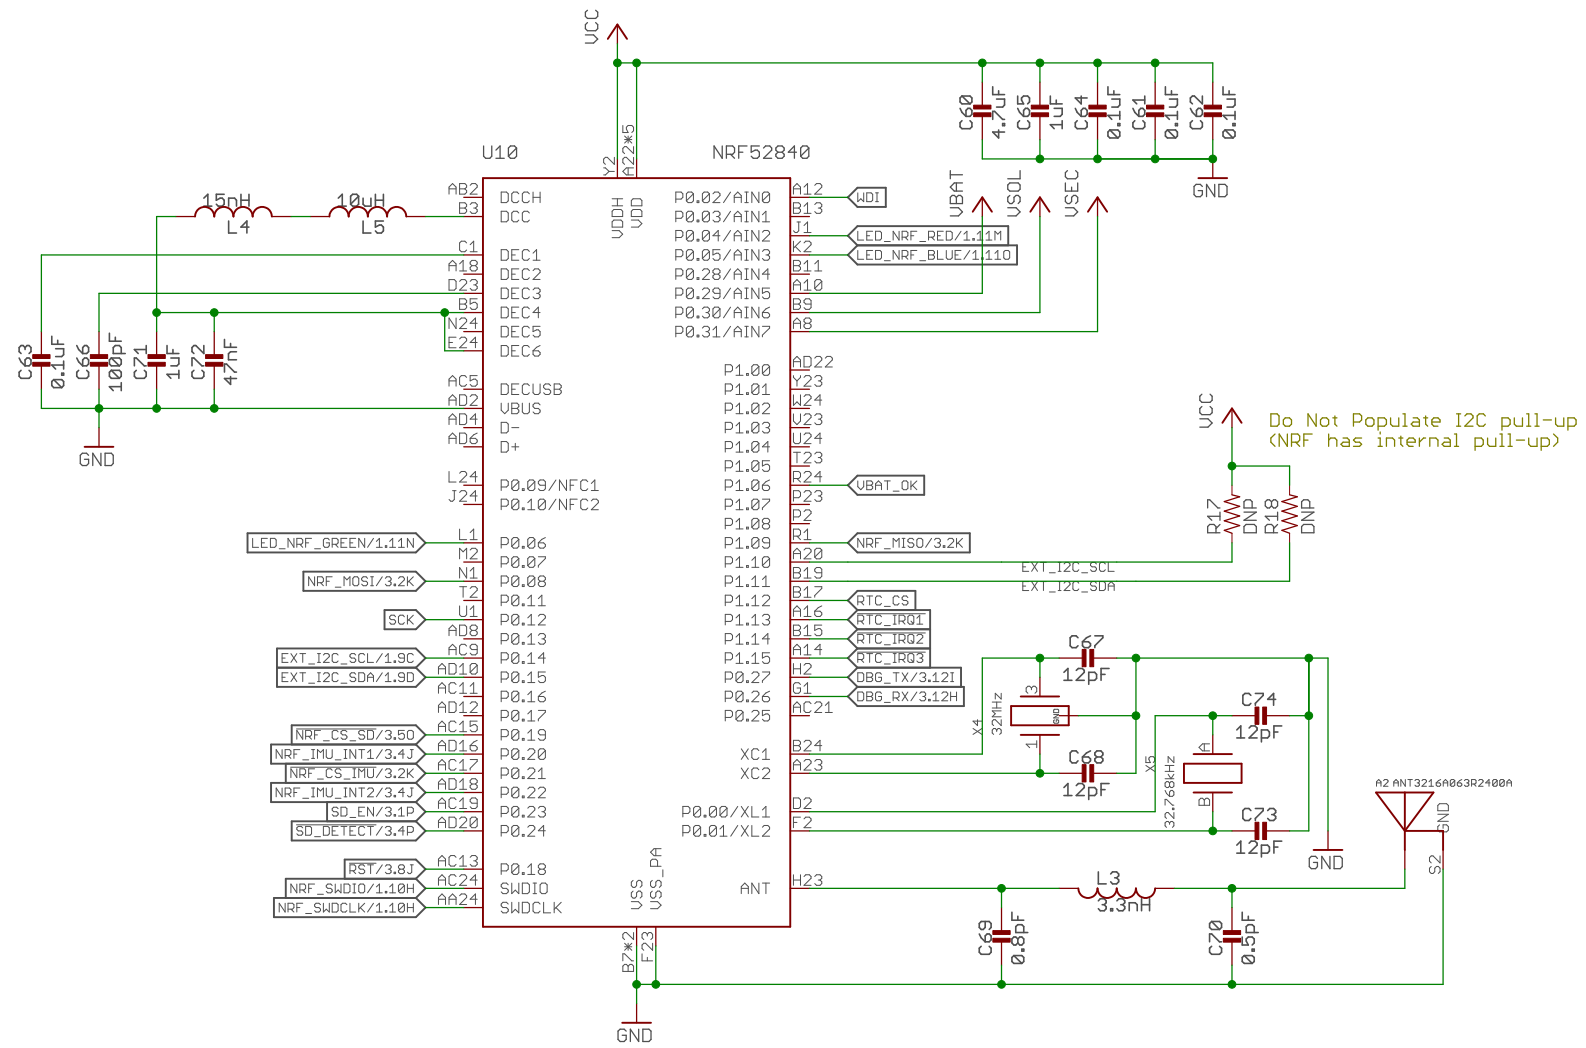 VCC
C60
4.7uF
C65
1uF
C64
0.1uF
C61
0.1uF
C62
0.1uF
GND
U10
NRF52840
Y2
A22*5
VDDH
VDD
15nH
L4
10uH
L5
AB2 DCCH
B3 DCC
C1 DEC1
A18 DEC2
D23 DEC3
B5 DEC4
N24 DEC5
E24 DEC6
AC5 DECUSB
AD2 VBUS
AD4 D-
AD6 D+
L24 P0.09/NFC1
J24 P0.10/NFC2
C63
0.1uF
C66
100pF
C71
1uF
C72
47nF
GND
LED_NRF_GREEN/1.11N L1 P0.06
M2 P0.07
NRF_MOSI/3.2K N1 P0.08
T2 P0.11
SCK U1 P0.12
AD8 P0.13
EXT_I2C_SCL/1.9C AC9 P0.14
EXT_I2C_SDA/1.9D AD10 P0.15
AC11 P0.16
AD12 P0.17
NRF_CS_SD/3.5O AC15 P0.19
NRF_IMU_INT1/3.4J AD16 P0.20
NRF_CS_IMU/3.2K AC17 P0.21
NRF_IMU_INT2/3.4J AD18 P0.22
SD_EN/3.1P AC19 P0.23
SD_DETECT/3.4P AD20 P0.24
RST/3.8J AC13 P0.18
NRF_SWDIO/1.10H AC24 SWDIO
NRF_SWDCLK/1.10H AA24 SWDCLK
P0.02/AIN0 A12 WDI
P0.03/AIN1 B13
P0.04/AIN2 J1 LED_NRF_RED/1.11M
P0.05/AIN3 K2 LED_NRF_BLUE/1.11O
P0.28/AIN4 B11
P0.29/AIN5 A10
P0.30/AIN6 B9
P0.31/AIN7 A8
VBAT
VSOL
VSEC
P1.00 AD22
P1.01 Y23
P1.02 W24
P1.03 V23
P1.04 U24
P1.05 T23
P1.06 R24 VBAT_OK
P1.07 P23
P1.08 P2
P1.09 R1 NRF_MISO/3.2K
P1.10 A20 EXT_I2C_SCL
P1.11 B19 EXT_I2C_SDA
P1.12 B17 RTC_CS
P1.13 A16 RTC_IRQ1
P1.14 B15 RTC_IRQ2
P1.15 A14 RTC_IRQ3
P0.27 H2 DBG_TX/3.12I
P0.26 G1 DBG_RX/3.12H
P0.25 AC21
XC1 B24
XC2 A23
P0.00/XL1 D2
P0.01/XL2 F2
ANT H23
VCC
Do Not Populate I2C pull-up
(NRF has internal pull-up)
R17
DNP
R18
DNP
C67
12pF
X4
32MHz
3
GND
1
C68
12pF
C74
12pF
X5
32.768kHz
A
B
C73
12pF
GND
A2 ANT3216A063R2400A
GND
S2
L3
3.3nH
C69
0.8pF
C70
0.5pF
VSS
VSS_PA
B7*2
F23
GND